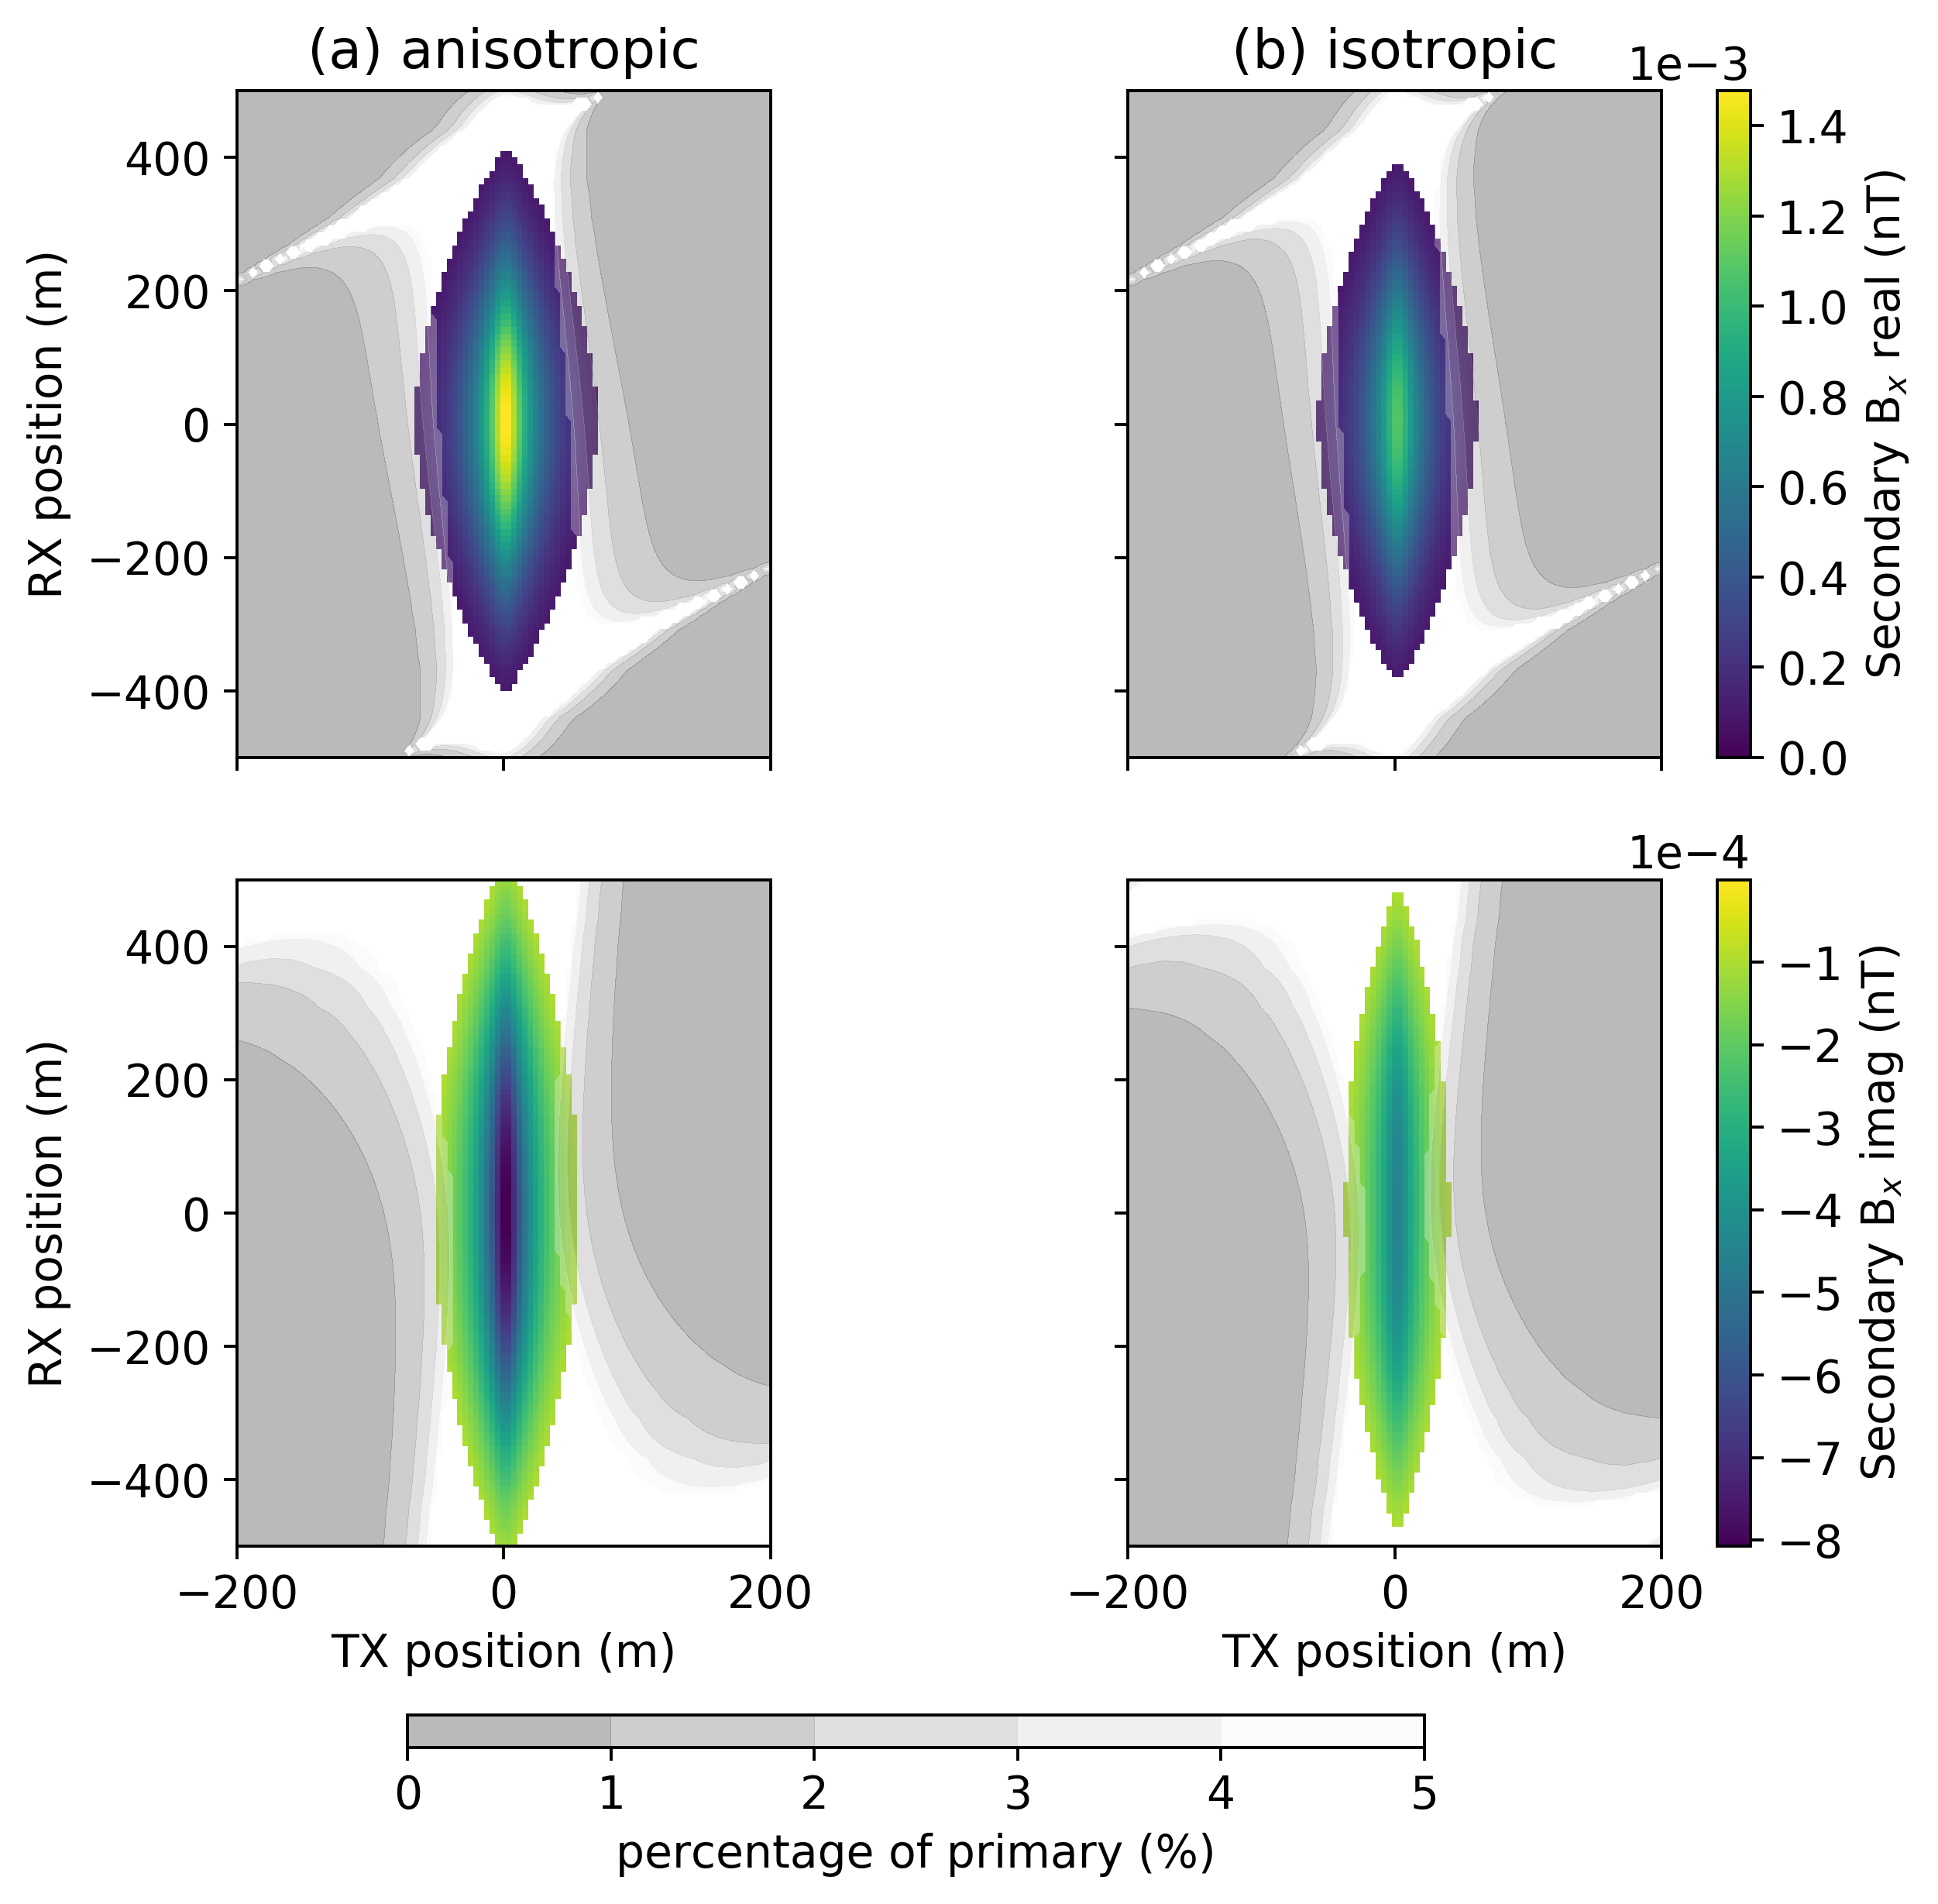 (a) anisotropic
(b) isotropic
1e−3
RX position (m)
400
200
0
−200
−400
1.4
1.2
1.0
0.8
0.6
0.4
0.2
0.0
Secondary Bx real (nT)
1e−4
RX position (m)
400
200
0
−200
−400
−1
−2
−3
−4
−5
−6
−7
−8
Secondary Bx imag (nT)
−200 0 200
−200 0 200
TX position (m)
TX position (m)
0 1 2 3 4 5
percentage of primary (%)